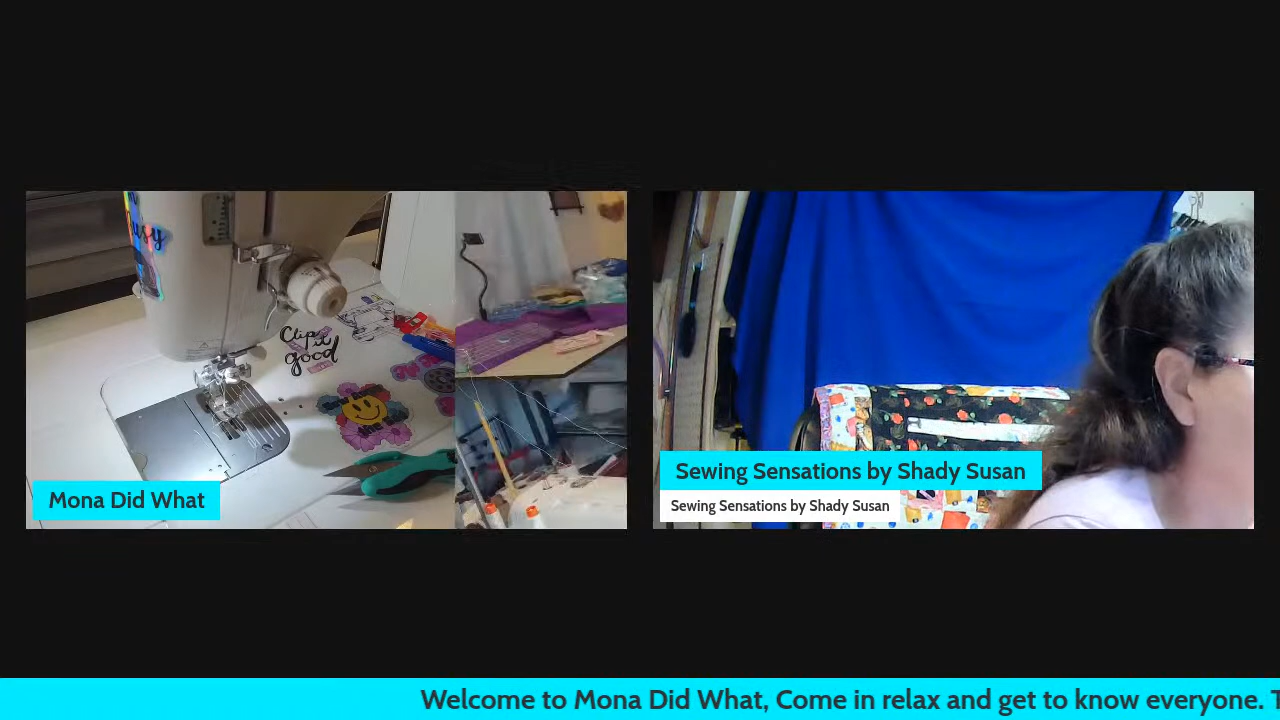 Clip it
good
Mona Did What
Sewing Sensations by Shady Susan
Sewing Sensations by Shady Susan
Welcome to Mona Did What, Come in relax and get to know everyone. T